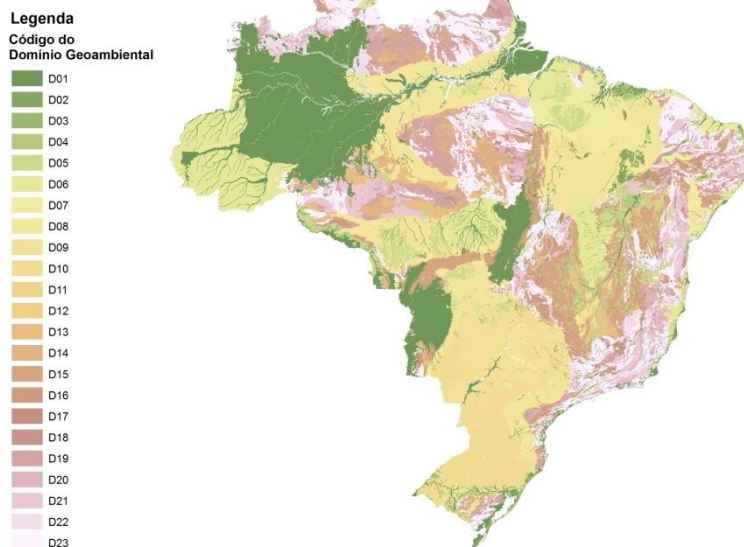 Legenda
Código do
Domínio Geoambiental
D01
D02
D03
D04
D05
D06
D07
D08
D09
D10
D11
D12
D13
D14
D15
D16
D17
D18
D19
D20
D21
D22
D23